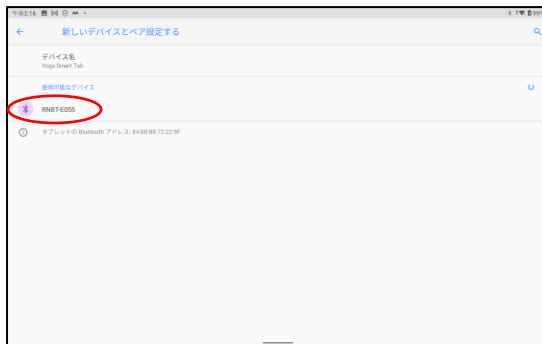 午後2:16
新しいデバイスとペア設定する
デバイス名
Yoga Smart Tab
使用可能なデバイス
RNBT-E055
タブレットの Bluetooth アドレス: 84:B8:B8:72:22:9F